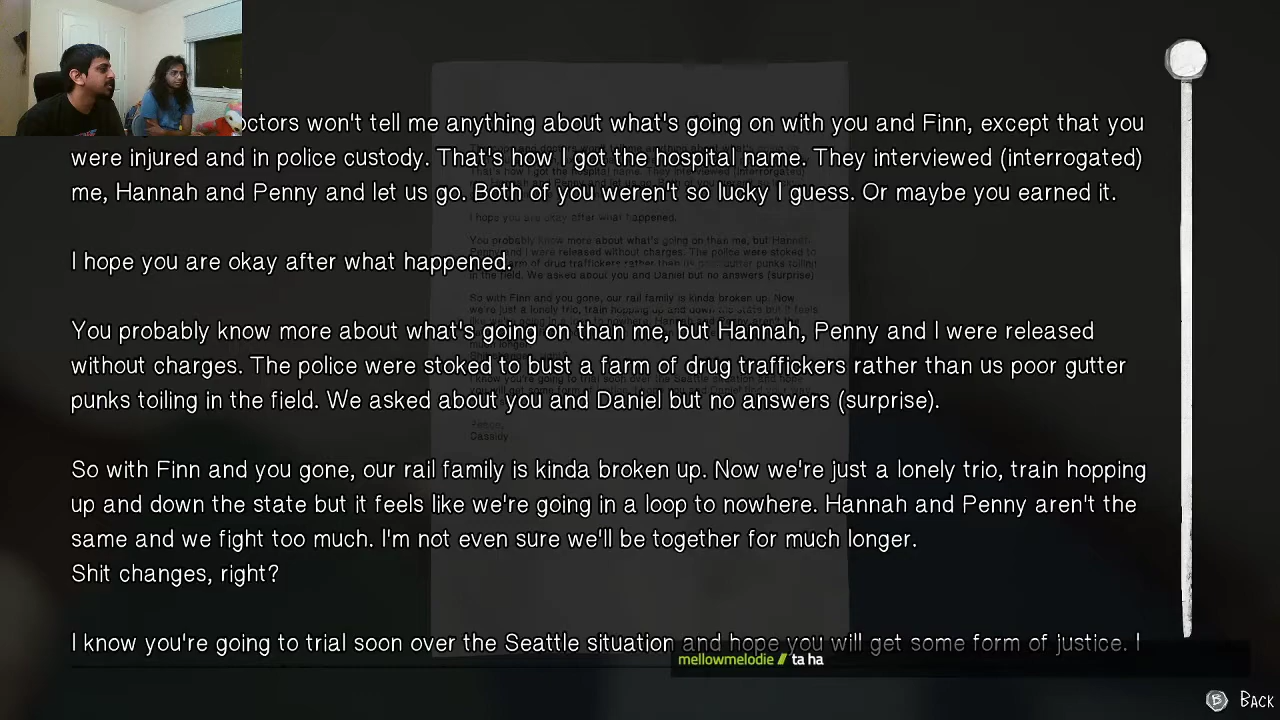 octors won't tell me anything about what's going on with you and Finn, except that you
were injured and in police custody. That's how I got the hospital name. They interviewed (interrogated)
me, Hannah and Penny and let us go. Both of you weren't so lucky I guess. Or maybe you earned it.
I hope you are okay after what happened.
You probably know more about what's going on than me, but Hannah, Penny and I were released
without charges. The police were stoked to bust a farm of drug traffickers rather than us poor gutter
punks toiling in the field. We asked about you and Daniel but no answers (surprise).
So with Finn and you gone, our rail family is kinda broken up. Now we're just a lonely trio, train hopping
up and down the state but it feels like we're going in a loop to nowhere. Hannah and Penny aren't the
same and we fight too much. I'm not even sure we'll be together for much longer.
Shit changes, right?
I know you're going to trial soon over the Seattle situation and hope you will get some form of justice. I
mellowmelodie // ta ha
Peace,
Cassidy
B Back